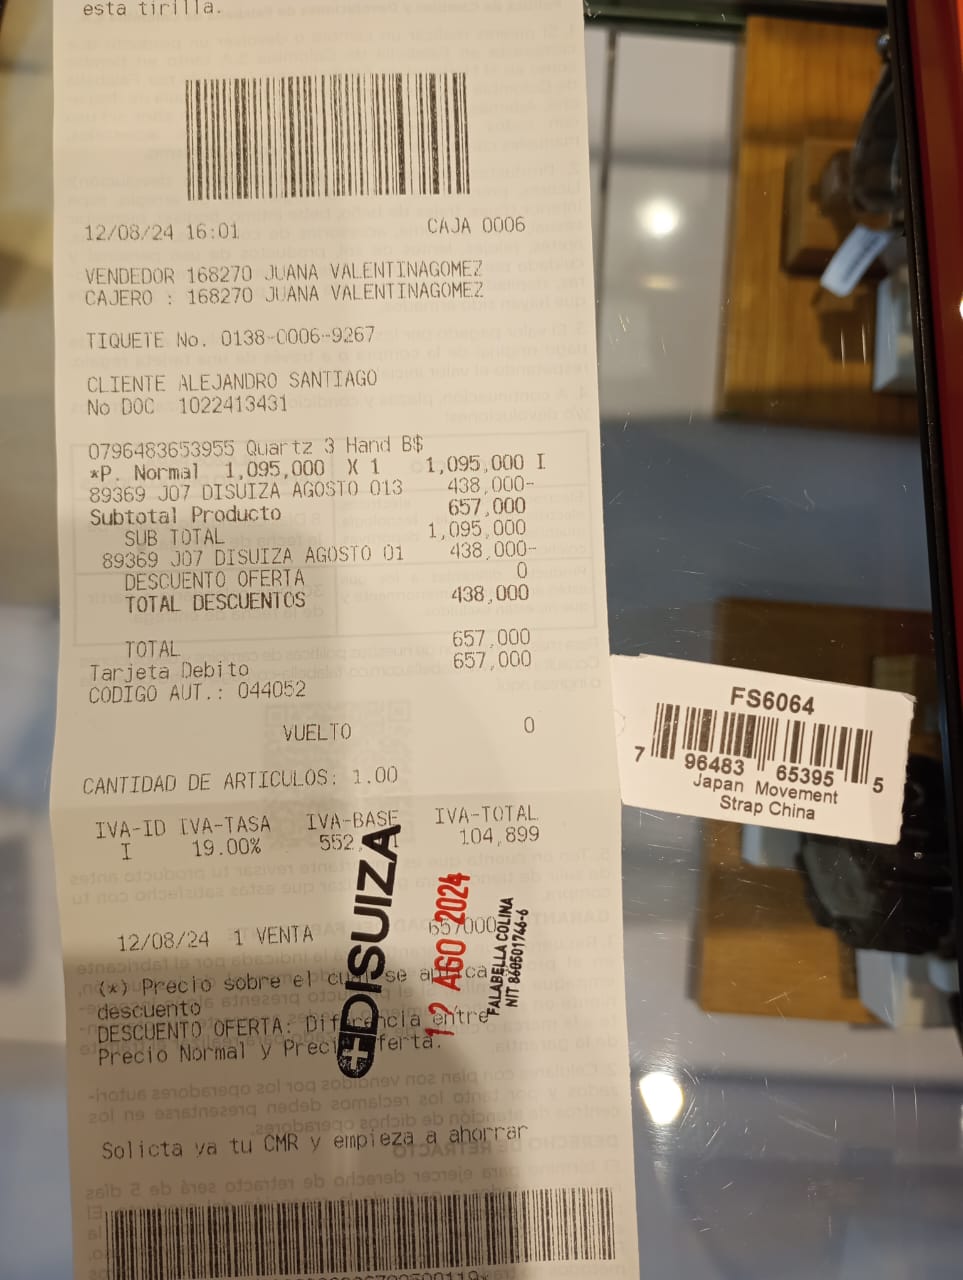 esta tirilla.
12/08/24 16:01 CAJA 0006
VENDEDOR 168270 JUANA VALENTINAGOMEZ
CAJERO : 168270 JUANA VALENTINAGOMEZ
TIQUETE No. 0138-0006-9267
CLIENTE ALEJANDRO SANTIAGO
No DOC 1022413431
0796483653955 Quartz 3 Hand B$
*P. Normal 1,095,000 X 1 1,095,000 I
89369 J07 DISUIZA AGOSTO 013 438,000-
Subtotal Producto 657,000
SUB TOTAL 1,095,000
89369 J07 DISUIZA AGOSTO 01 438,000-
DESCUENTO OFERTA 0
TOTAL DESCUENTOS 438,000
TOTAL 657,000
Tarjeta Debito 657,000
CODIGO AUT.: 044052
VUELTO 0
CANTIDAD DE ARTICULOS: 1.00
IVA-ID IVA-TASA IVA-BASE IVA-TOTAL
I 19.00% 104,899
12/08/24 1 VENTA 657000
(*) Precio sobre el cual se aplica
descuento
DESCUENTO OFERTA: Diferencia entre
Precio Normal y Precio Oferta.
Solicta ya tu CMR y empieza a ahorrar
DISUIZA
12 AGO 2024
FALABELLA COLINA
NIT 860501746-6
FS6064
7 96483 65395 5
Japan Movement
Strap China